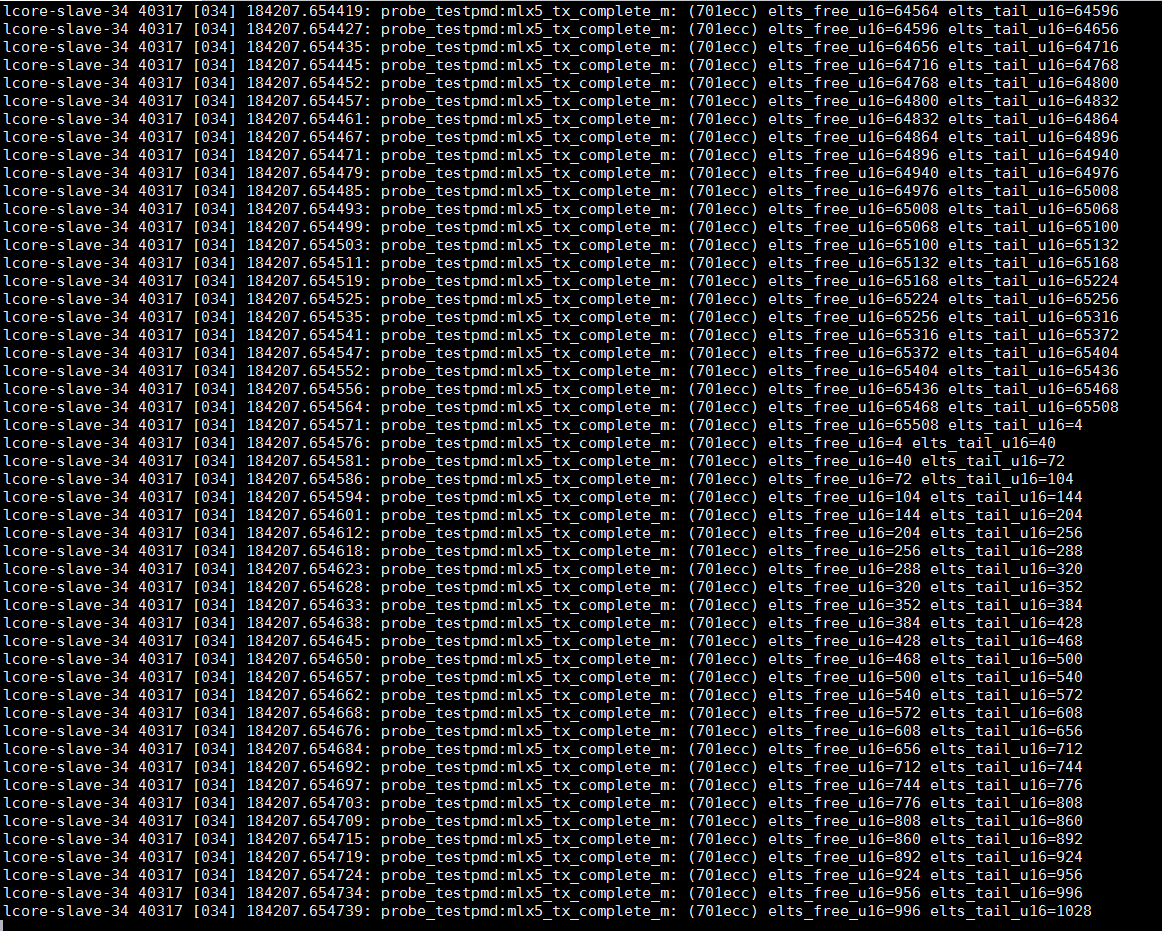 lcore-slave-34 40317 [034] 184207.654419: probe_testpmd:mlx5_tx_complete_m: (701ecc) elts_free_u16=64564 elts_tail_u16=64596
lcore-slave-34 40317 [034] 184207.654427: probe_testpmd:mlx5_tx_complete_m: (701ecc) elts_free_u16=64596 elts_tail_u16=64656
lcore-slave-34 40317 [034] 184207.654435: probe_testpmd:mlx5_tx_complete_m: (701ecc) elts_free_u16=64656 elts_tail_u16=64716
lcore-slave-34 40317 [034] 184207.654445: probe_testpmd:mlx5_tx_complete_m: (701ecc) elts_free_u16=64716 elts_tail_u16=64768
lcore-slave-34 40317 [034] 184207.654452: probe_testpmd:mlx5_tx_complete_m: (701ecc) elts_free_u16=64768 elts_tail_u16=64800
lcore-slave-34 40317 [034] 184207.654457: probe_testpmd:mlx5_tx_complete_m: (701ecc) elts_free_u16=64800 elts_tail_u16=64832
lcore-slave-34 40317 [034] 184207.654461: probe_testpmd:mlx5_tx_complete_m: (701ecc) elts_free_u16=64832 elts_tail_u16=64864
lcore-slave-34 40317 [034] 184207.654467: probe_testpmd:mlx5_tx_complete_m: (701ecc) elts_free_u16=64864 elts_tail_u16=64896
lcore-slave-34 40317 [034] 184207.654471: probe_testpmd:mlx5_tx_complete_m: (701ecc) elts_free_u16=64896 elts_tail_u16=64940
lcore-slave-34 40317 [034] 184207.654479: probe_testpmd:mlx5_tx_complete_m: (701ecc) elts_free_u16=64940 elts_tail_u16=64976
lcore-slave-34 40317 [034] 184207.654485: probe_testpmd:mlx5_tx_complete_m: (701ecc) elts_free_u16=64976 elts_tail_u16=65008
lcore-slave-34 40317 [034] 184207.654493: probe_testpmd:mlx5_tx_complete_m: (701ecc) elts_free_u16=65008 elts_tail_u16=65068
lcore-slave-34 40317 [034] 184207.654499: probe_testpmd:mlx5_tx_complete_m: (701ecc) elts_free_u16=65068 elts_tail_u16=65100
lcore-slave-34 40317 [034] 184207.654503: probe_testpmd:mlx5_tx_complete_m: (701ecc) elts_free_u16=65100 elts_tail_u16=65132
lcore-slave-34 40317 [034] 184207.654511: probe_testpmd:mlx5_tx_complete_m: (701ecc) elts_free_u16=65132 elts_tail_u16=65168
lcore-slave-34 40317 [034] 184207.654519: probe_testpmd:mlx5_tx_complete_m: (701ecc) elts_free_u16=65168 elts_tail_u16=65224
lcore-slave-34 40317 [034] 184207.654525: probe_testpmd:mlx5_tx_complete_m: (701ecc) elts_free_u16=65224 elts_tail_u16=65256
lcore-slave-34 40317 [034] 184207.654535: probe_testpmd:mlx5_tx_complete_m: (701ecc) elts_free_u16=65256 elts_tail_u16=65316
lcore-slave-34 40317 [034] 184207.654541: probe_testpmd:mlx5_tx_complete_m: (701ecc) elts_free_u16=65316 elts_tail_u16=65372
lcore-slave-34 40317 [034] 184207.654547: probe_testpmd:mlx5_tx_complete_m: (701ecc) elts_free_u16=65372 elts_tail_u16=65404
lcore-slave-34 40317 [034] 184207.654552: probe_testpmd:mlx5_tx_complete_m: (701ecc) elts_free_u16=65404 elts_tail_u16=65436
lcore-slave-34 40317 [034] 184207.654556: probe_testpmd:mlx5_tx_complete_m: (701ecc) elts_free_u16=65436 elts_tail_u16=65468
lcore-slave-34 40317 [034] 184207.654564: probe_testpmd:mlx5_tx_complete_m: (701ecc) elts_free_u16=65468 elts_tail_u16=65508
lcore-slave-34 40317 [034] 184207.654571: probe_testpmd:mlx5_tx_complete_m: (701ecc) elts_free_u16=65508 elts_tail_u16=4
lcore-slave-34 40317 [034] 184207.654576: probe_testpmd:mlx5_tx_complete_m: (701ecc) elts_free_u16=4 elts_tail_u16=40
lcore-slave-34 40317 [034] 184207.654581: probe_testpmd:mlx5_tx_complete_m: (701ecc) elts_free_u16=40 elts_tail_u16=72
lcore-slave-34 40317 [034] 184207.654586: probe_testpmd:mlx5_tx_complete_m: (701ecc) elts_free_u16=72 elts_tail_u16=104
lcore-slave-34 40317 [034] 184207.654594: probe_testpmd:mlx5_tx_complete_m: (701ecc) elts_free_u16=104 elts_tail_u16=144
lcore-slave-34 40317 [034] 184207.654601: probe_testpmd:mlx5_tx_complete_m: (701ecc) elts_free_u16=144 elts_tail_u16=204
lcore-slave-34 40317 [034] 184207.654612: probe_testpmd:mlx5_tx_complete_m: (701ecc) elts_free_u16=204 elts_tail_u16=256
lcore-slave-34 40317 [034] 184207.654618: probe_testpmd:mlx5_tx_complete_m: (701ecc) elts_free_u16=256 elts_tail_u16=288
lcore-slave-34 40317 [034] 184207.654623: probe_testpmd:mlx5_tx_complete_m: (701ecc) elts_free_u16=288 elts_tail_u16=320
lcore-slave-34 40317 [034] 184207.654628: probe_testpmd:mlx5_tx_complete_m: (701ecc) elts_free_u16=320 elts_tail_u16=352
lcore-slave-34 40317 [034] 184207.654633: probe_testpmd:mlx5_tx_complete_m: (701ecc) elts_free_u16=352 elts_tail_u16=384
lcore-slave-34 40317 [034] 184207.654638: probe_testpmd:mlx5_tx_complete_m: (701ecc) elts_free_u16=384 elts_tail_u16=428
lcore-slave-34 40317 [034] 184207.654645: probe_testpmd:mlx5_tx_complete_m: (701ecc) elts_free_u16=428 elts_tail_u16=468
lcore-slave-34 40317 [034] 184207.654650: probe_testpmd:mlx5_tx_complete_m: (701ecc) elts_free_u16=468 elts_tail_u16=500
lcore-slave-34 40317 [034] 184207.654657: probe_testpmd:mlx5_tx_complete_m: (701ecc) elts_free_u16=500 elts_tail_u16=540
lcore-slave-34 40317 [034] 184207.654662: probe_testpmd:mlx5_tx_complete_m: (701ecc) elts_free_u16=540 elts_tail_u16=572
lcore-slave-34 40317 [034] 184207.654668: probe_testpmd:mlx5_tx_complete_m: (701ecc) elts_free_u16=572 elts_tail_u16=608
lcore-slave-34 40317 [034] 184207.654676: probe_testpmd:mlx5_tx_complete_m: (701ecc) elts_free_u16=608 elts_tail_u16=656
lcore-slave-34 40317 [034] 184207.654684: probe_testpmd:mlx5_tx_complete_m: (701ecc) elts_free_u16=656 elts_tail_u16=712
lcore-slave-34 40317 [034] 184207.654692: probe_testpmd:mlx5_tx_complete_m: (701ecc) elts_free_u16=712 elts_tail_u16=744
lcore-slave-34 40317 [034] 184207.654697: probe_testpmd:mlx5_tx_complete_m: (701ecc) elts_free_u16=744 elts_tail_u16=776
lcore-slave-34 40317 [034] 184207.654703: probe_testpmd:mlx5_tx_complete_m: (701ecc) elts_free_u16=776 elts_tail_u16=808
lcore-slave-34 40317 [034] 184207.654709: probe_testpmd:mlx5_tx_complete_m: (701ecc) elts_free_u16=808 elts_tail_u16=860
lcore-slave-34 40317 [034] 184207.654715: probe_testpmd:mlx5_tx_complete_m: (701ecc) elts_free_u16=860 elts_tail_u16=892
lcore-slave-34 40317 [034] 184207.654719: probe_testpmd:mlx5_tx_complete_m: (701ecc) elts_free_u16=892 elts_tail_u16=924
lcore-slave-34 40317 [034] 184207.654724: probe_testpmd:mlx5_tx_complete_m: (701ecc) elts_free_u16=924 elts_tail_u16=956
lcore-slave-34 40317 [034] 184207.654734: probe_testpmd:mlx5_tx_complete_m: (701ecc) elts_free_u16=956 elts_tail_u16=996
lcore-slave-34 40317 [034] 184207.654739: probe_testpmd:mlx5_tx_complete_m: (701ecc) elts_free_u16=996 elts_tail_u16=1028